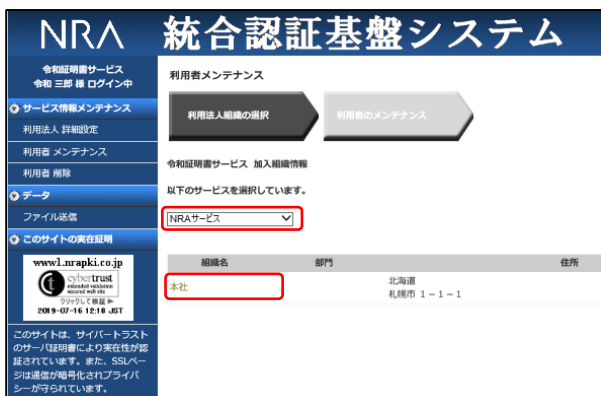 NRA 統合認証基盤システム
令和証明書サービス
令和 三郎 様 ログイン中
サービス情報メンテナンス
利用法人 詳細設定
利用者 メンテナンス
利用者 削除
データ
ファイル送信
このサイトの実在証明
www1.nrapki.co.jp
cybertrust
extended validation
secured web site
クリックして検証
2019-07-16 12:18 JST
このサイトは、サイバートラスト
のサーバ証明書により実在性が認
証されています。また、SSLペー
ジは通信が暗号化されプライバ
シーが守られています。
利用者メンテナンス
利用法人組織の選択
利用者のメンテナンス
令和証明書サービス 加入組織情報
以下のサービスを選択しています。
NRAサービス
組織名 部門 住所
本社
北海道
札幌市 1－1－1